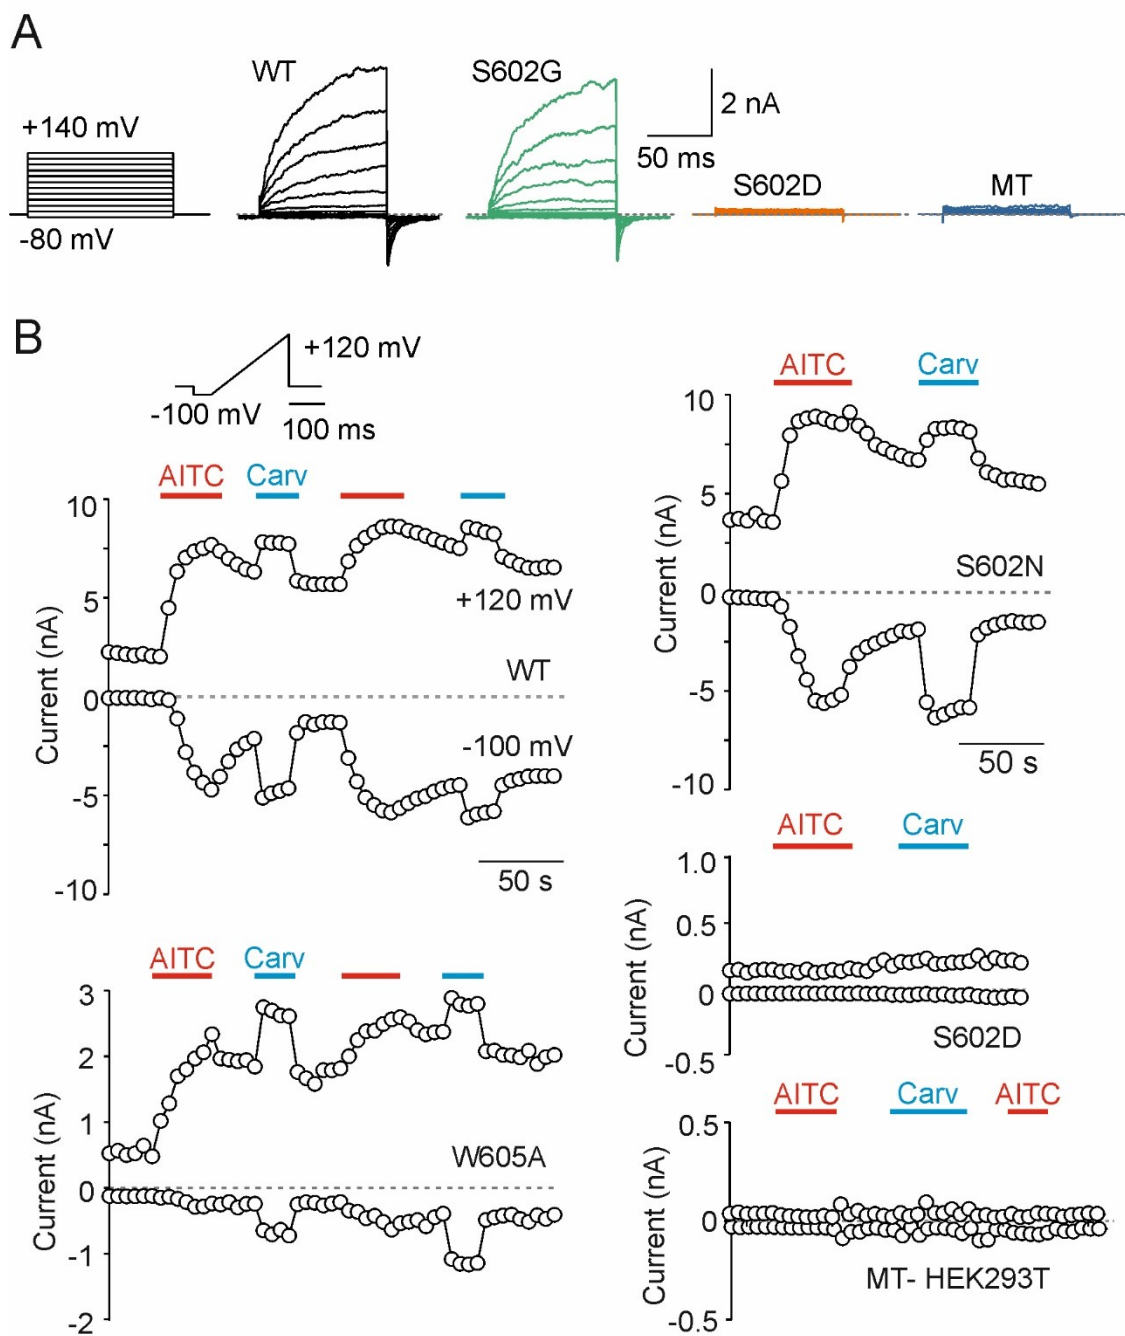 A
+140 mV
-80 mV
WT
S602G
2 nA
50 ms
S602D
MT
B
+120 mV
-100 mV
100 ms
AITC Carv
10
5
0
-5
-10
Current (nA)
+120 mV
WT
-100 mV
50 s
AITC Carv
10
5
0
-5
-10
Current (nA)
S602N
50 s
AITC Carv
3
2
1
0
-1
-2
Current (nA)
W605A
AITC Carv
1.0
0.5
0
-0.5
Current (nA)
S602D
AITC Carv AITC
0.5
0
-0.5
Current (nA)
MT- HEK293T